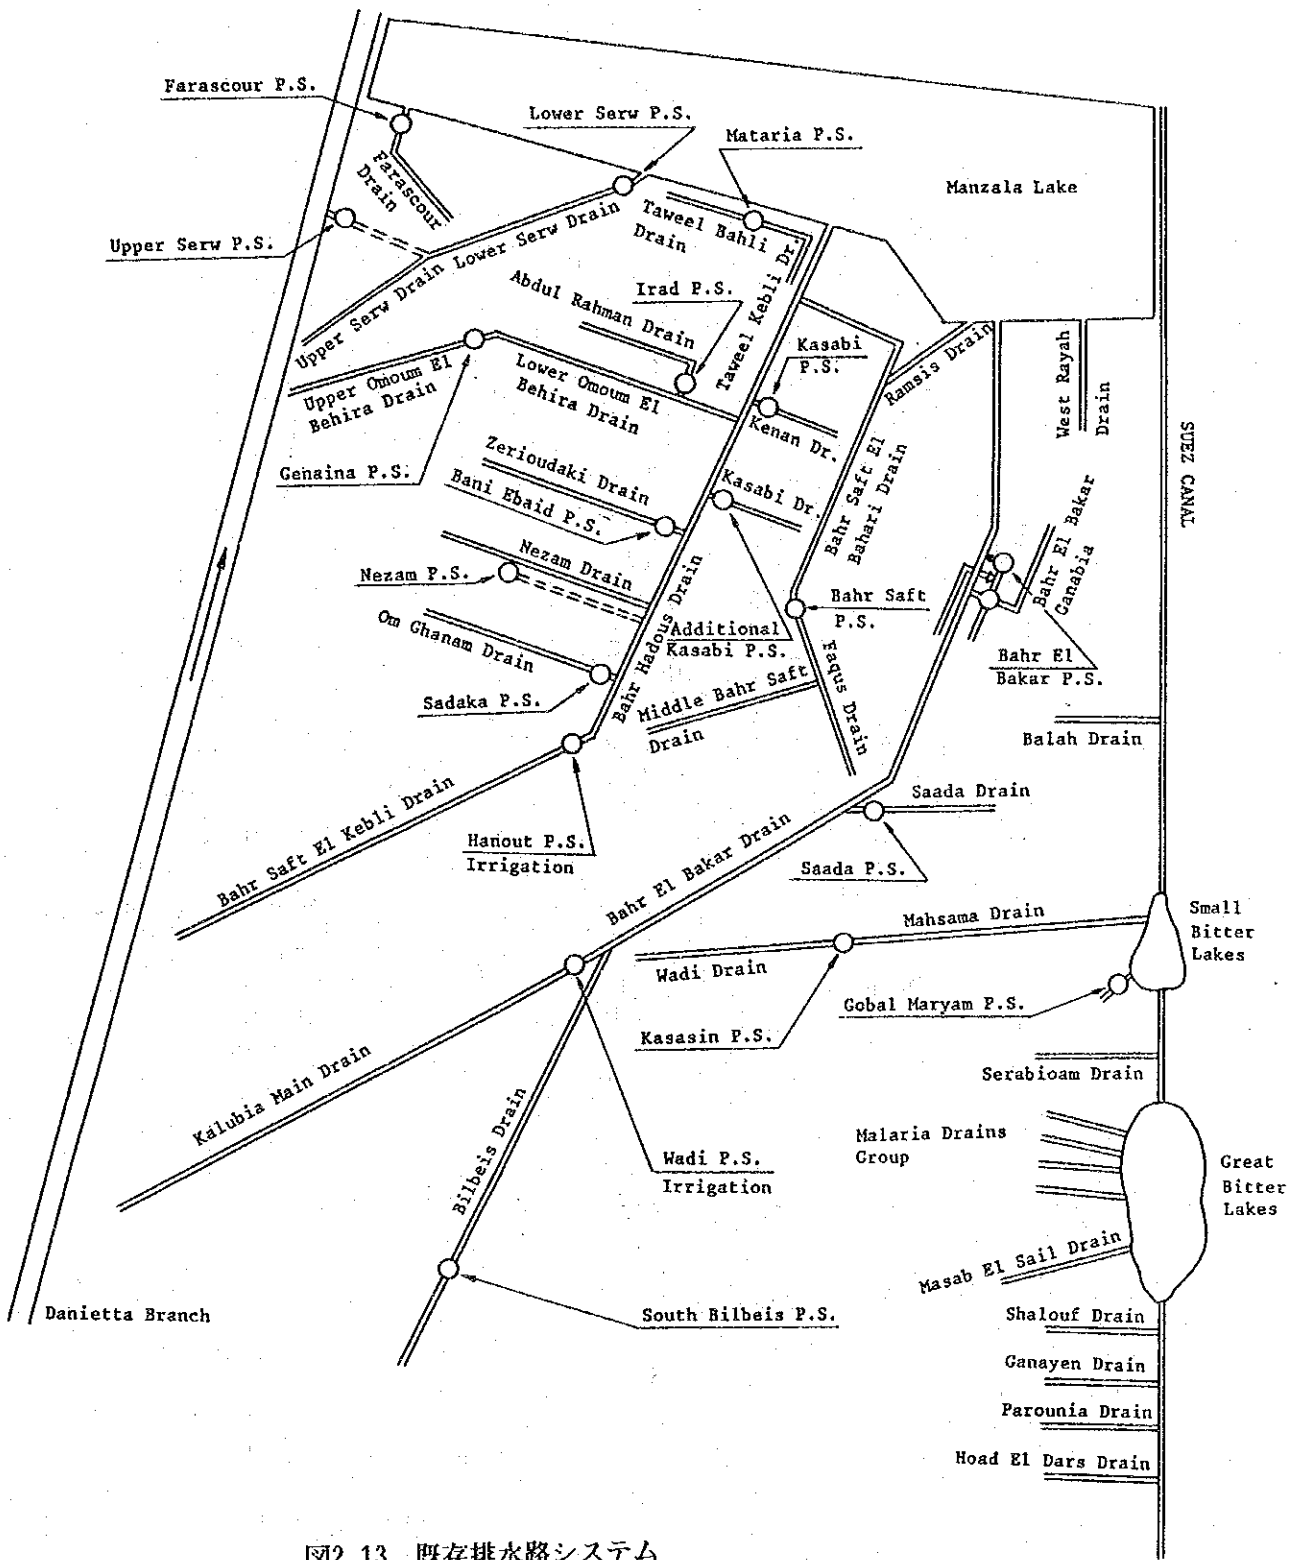 Farascour P.S.
Lower Serw P.S.
Mataria P.S.
Manzala Lake
Farascour
Drain
Upper Serw P.S.
Lower Serw Drain
Taweel Bahli
Drain
Upper Serw Drain
Abdul Rahman Drain
Irad P.S.
Taweel Kebli Dr.
Kasabi
P.S.
Ramsis Drain
West Rayah
Drain
Upper Omoum El
Behira Drain
Lower Omoum El
Behira Drain
Kenan Dr.
SUEZ CANAL
Genaina P.S.
Zerioudaki Drain
Bani Ebaid P.S.
Kasabi Dr.
Bahr Saft El
Bahari Drain
Bahr El Bakar
Ganabia
Nezam Drain
Nezam P.S.
Bahr Hadous Drain
Additional
Kasabi P.S.
Bahr Saft
P.S.
Om Ghanam Drain
Sadaka P.S.
Middle Bahr Saft
Drain
Faqus Drain
Bahr El
Bakar P.S.
Balah Drain
Bahr Saft El Kebli Drain
Hanout P.S.
Irrigation
Saada Drain
Saada P.S.
Bahr El Bakar Drain
Mahsama Drain
Small
Bitter
Lakes
Wadi Drain
Kasasin P.S.
Gobal Maryam P.S.
Serabioam Drain
Kalubia Main Drain
Bilbeis Drain
Wadi P.S.
Irrigation
Malaria Drains
Group
Great
Bitter
Lakes
Masab El Sail Drain
Danietta Branch
South Bilbeis P.S.
Shalouf Drain
Ganayen Drain
Parounia Drain
Hoad El Dars Drain
図2.13 既存排水路システム